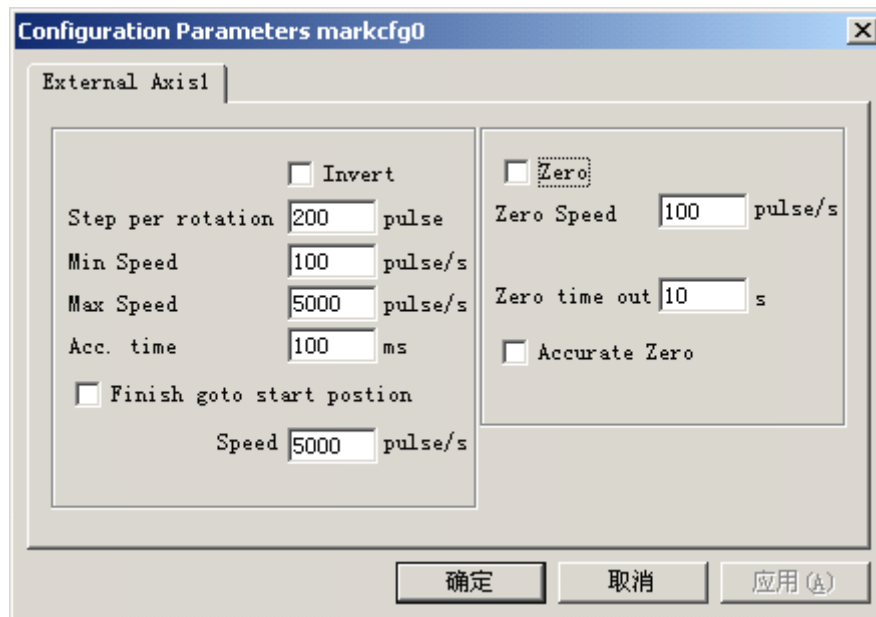 Configuration Parameters markcfg0
External Axis1
Invert
Step per rotation 200 pulse
Min Speed 100 pulse/s
Max Speed 5000 pulse/s
Acc. time 100 ms
Finish goto start postion
Speed 5000 pulse/s
Zero
Zero Speed 100 pulse/s
Zero time out 10 s
Accurate Zero
确定 取消 应用(A)